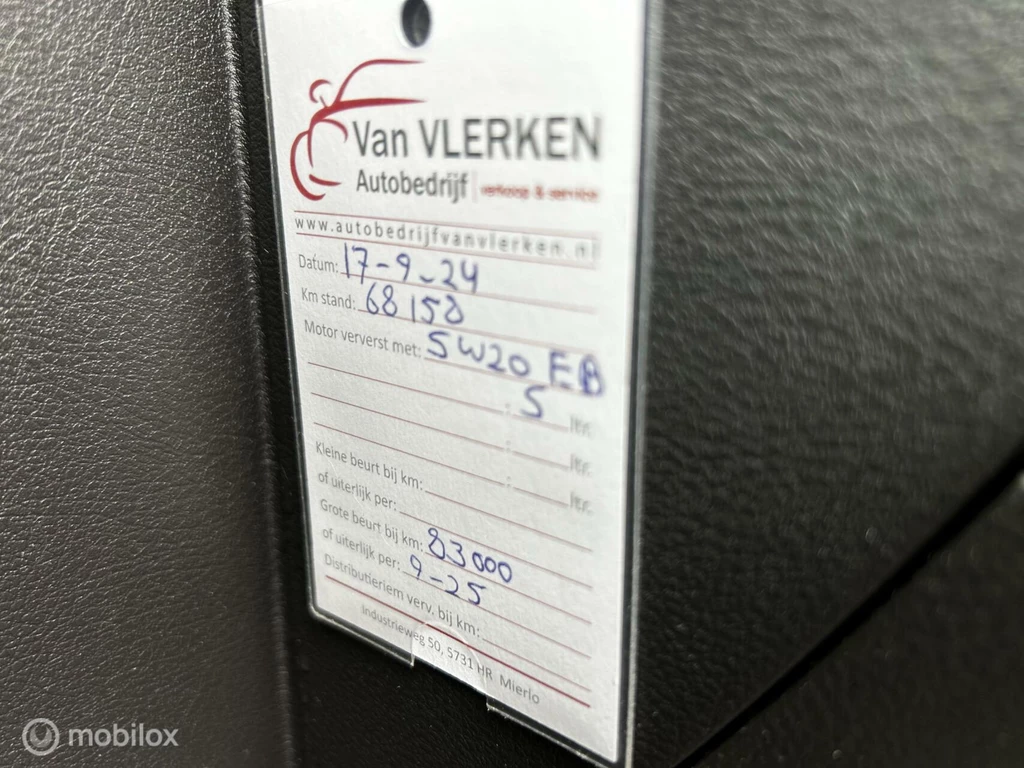 Van VLERKEN
Autobedrijf | verkoop & service
www.autobedrijfvanvlerken.nl
Datum: 17-9-24
Km stand: 68158
Motor ververst met: 5W20 EB
: 5 ltr.
: ltr.
: ltr.
Kleine beurt bij km:
of uiterlijk per:
Grote beurt bij km: 83000
of uiterlijk per: 9-25
Distributieriem verv. bij km:
Industrieweg 50, 5731 HR Mierlo
mobilox